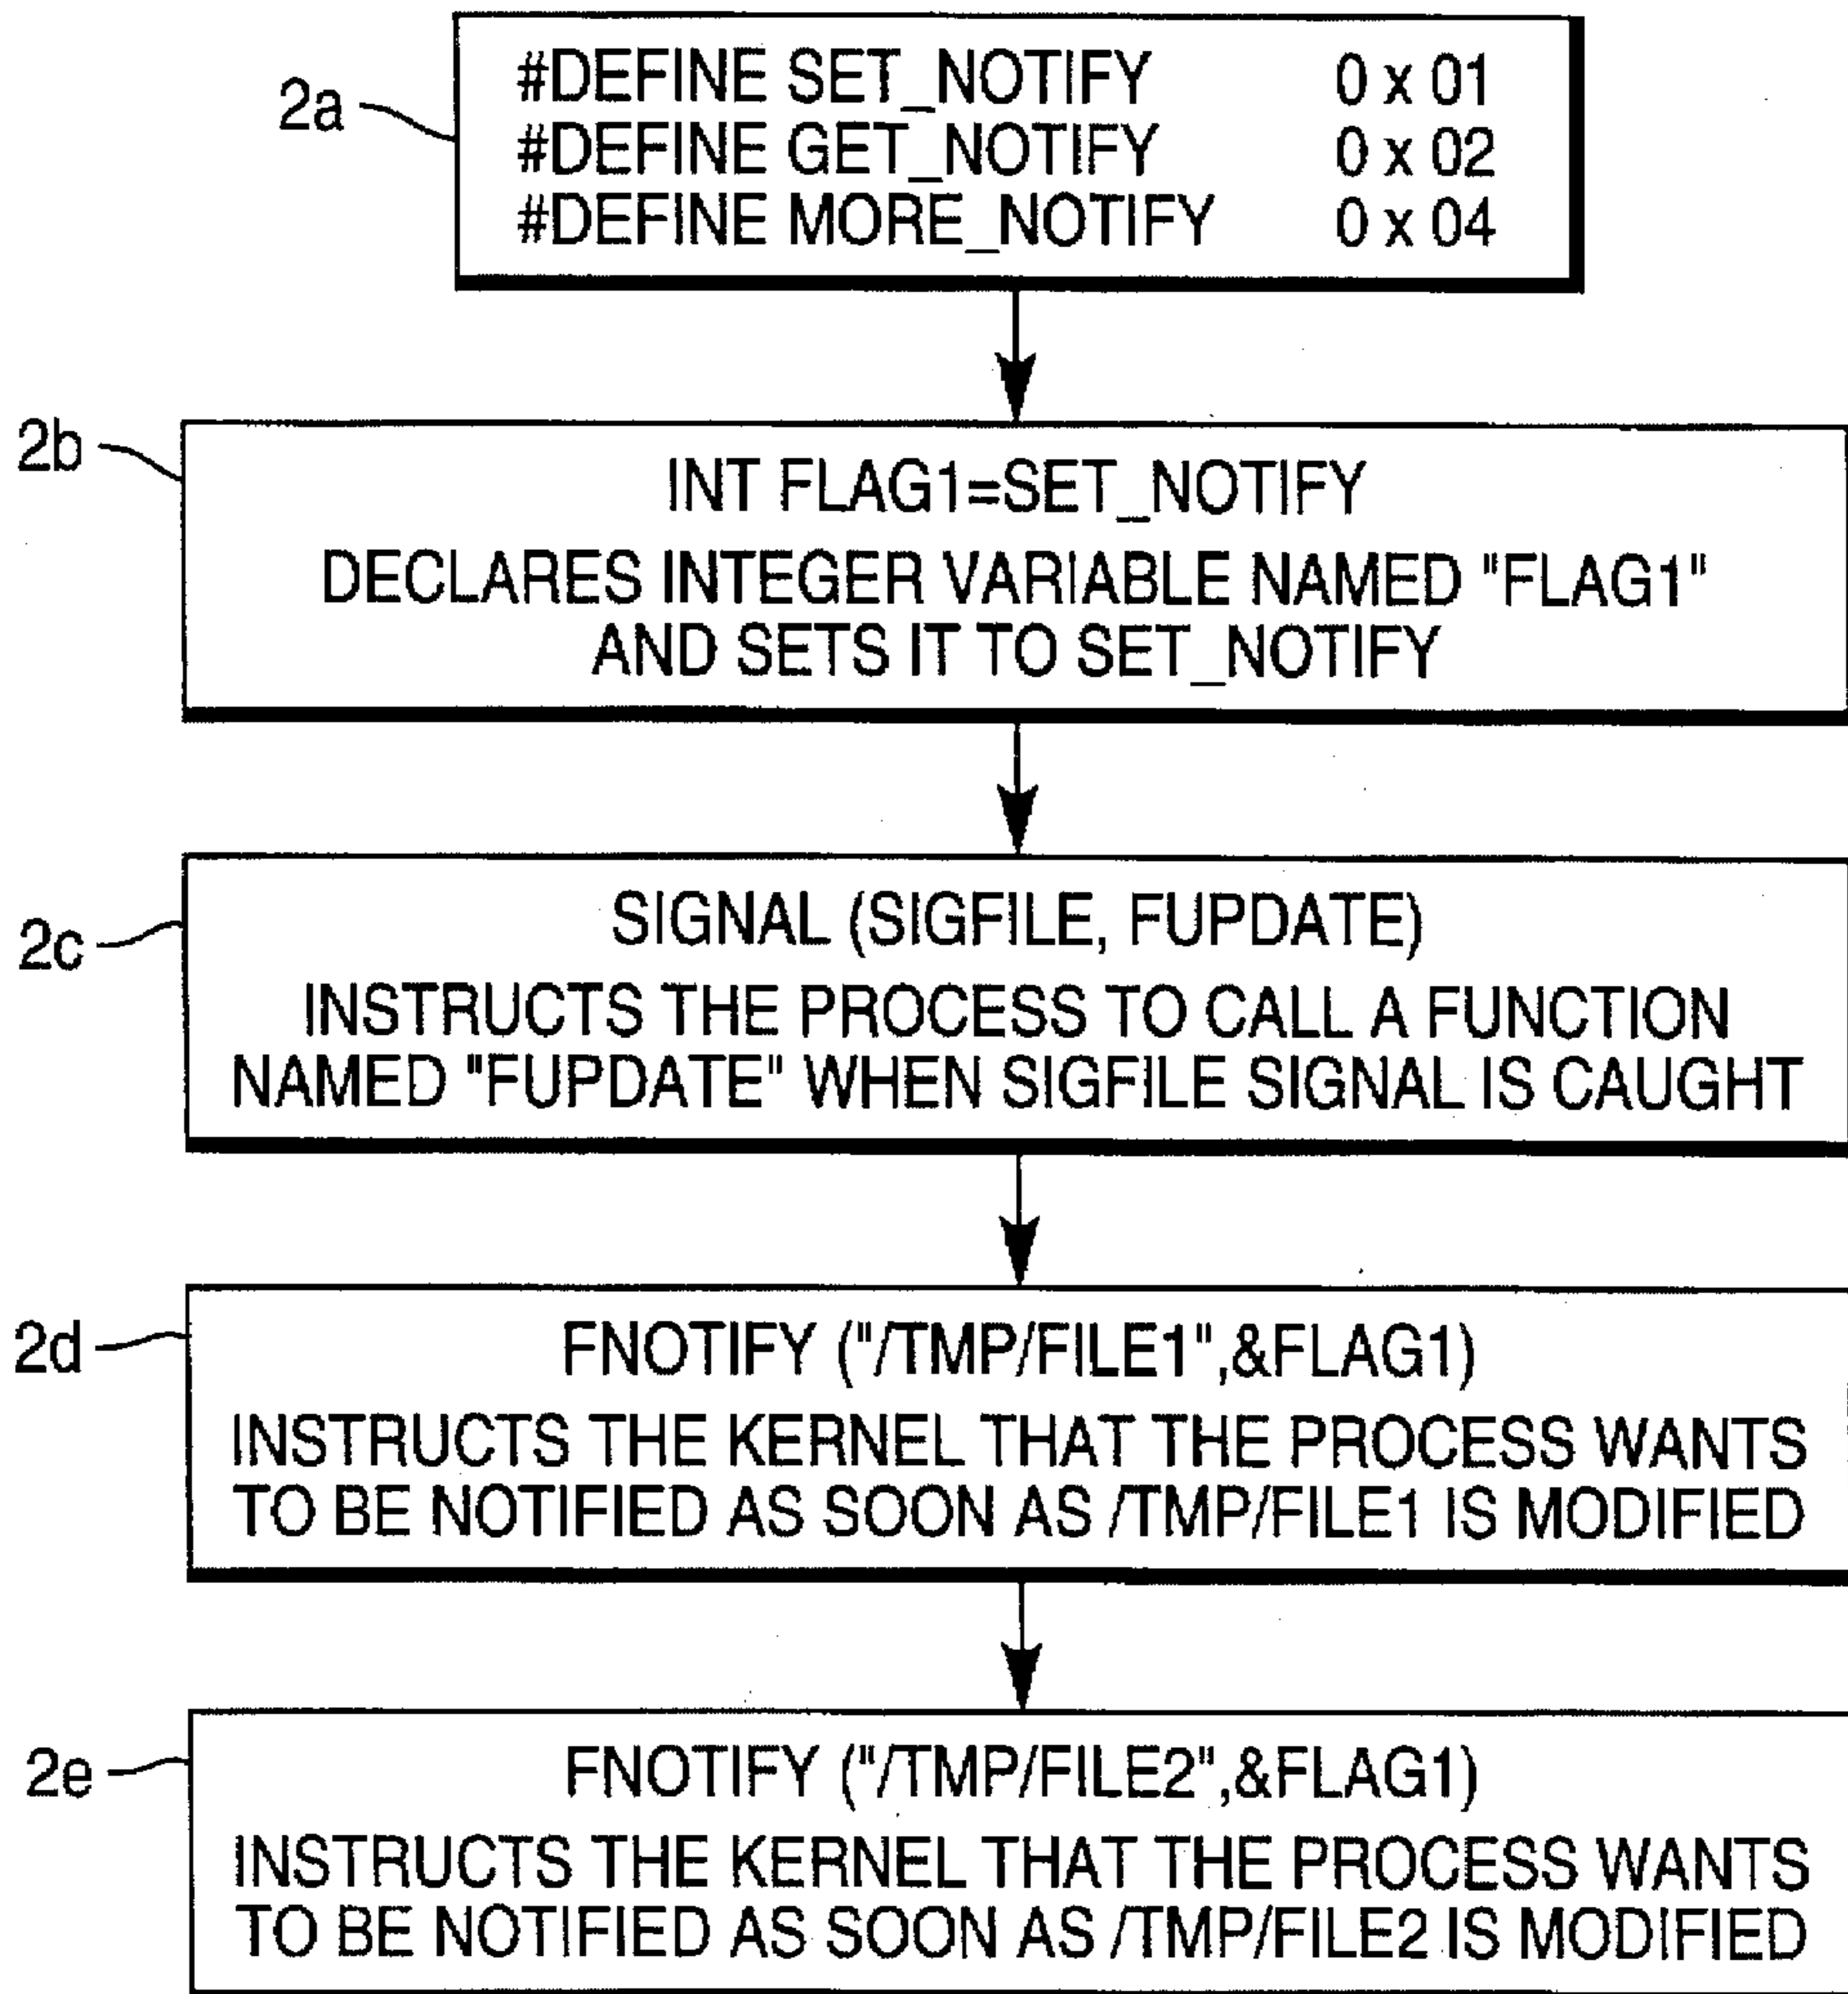 2a
#DEFINE SET_NOTIFY 0 x 01
#DEFINE GET_NOTIFY 0 x 02
#DEFINE MORE_NOTIFY 0 x 04
2b
INT FLAG1=SET_NOTIFY
DECLARES INTEGER VARIABLE NAMED "FLAG1"
AND SETS IT TO SET_NOTIFY
2c
SIGNAL (SIGFILE, FUPDATE)
INSTRUCTS THE PROCESS TO CALL A FUNCTION
NAMED "FUPDATE" WHEN SIGFILE SIGNAL IS CAUGHT
2d
FNOTIFY ("/TMP/FILE1",&FLAG1)
INSTRUCTS THE KERNEL THAT THE PROCESS WANTS
TO BE NOTIFIED AS SOON AS /TMP/FILE1 IS MODIFIED
2e
FNOTIFY ("/TMP/FILE2",&FLAG1)
INSTRUCTS THE KERNEL THAT THE PROCESS WANTS
TO BE NOTIFIED AS SOON AS /TMP/FILE2 IS MODIFIED